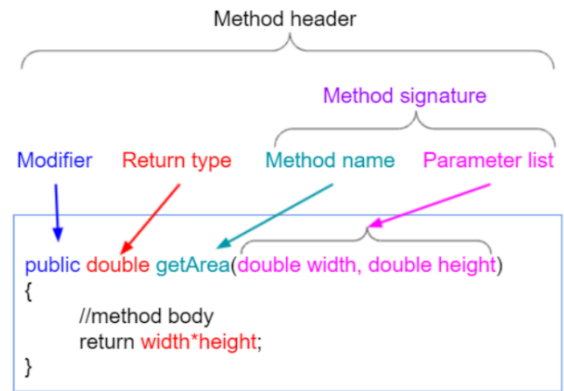 Method header
Method signature
Modifier Return type Method name Parameter list
public double getArea(double width, double height)
{
//method body
return width*height;
}